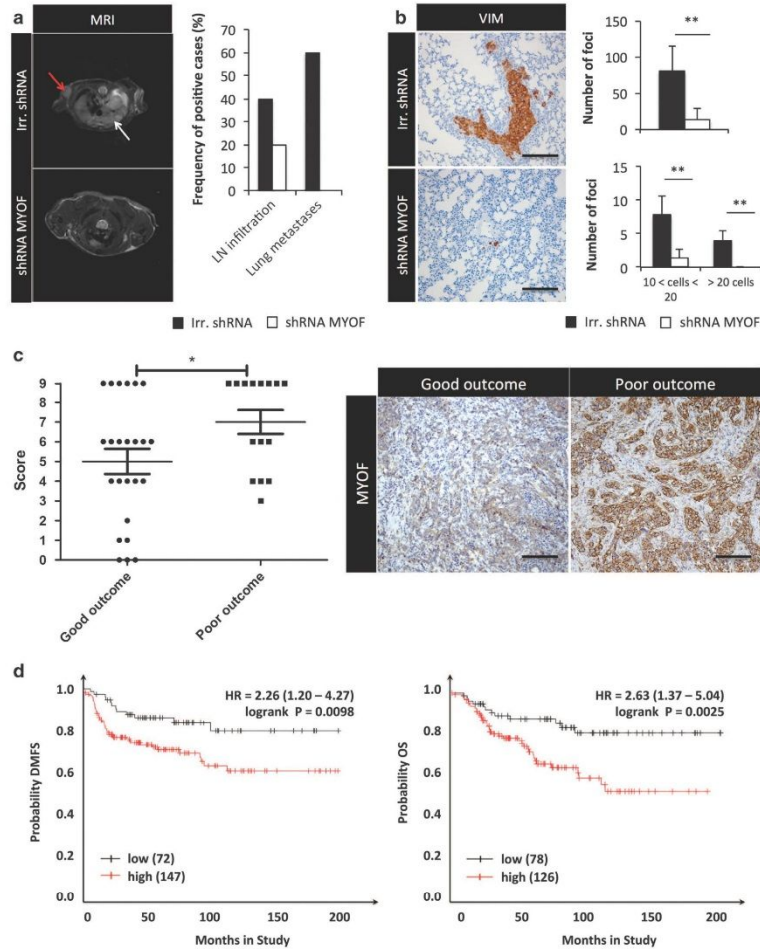 a
MRI
Irr. shRNA
shRNA MYOF
Frequency of positive cases (%)
70
60
50
40
30
20
10
0
LN infiltration
Lung metastases
b
VIM
Irr. shRNA
shRNA MYOF
Number of foci
150
100
50
0
**
Number of foci
15
10
5
0
**
**
10 < cells <
20
> 20 cells
Irr. shRNA
shRNA MYOF
Irr. shRNA
shRNA MYOF
c
*
Score
9
8
7
6
5
4
3
2
1
0
Good outcome
Poor outcome
Good outcome
Poor outcome
MYOF
d
Probability DMFS
1.0
0.8
0.6
0.4
0.2
0.0
HR = 2.26 (1.20 – 4.27)
logrank P = 0.0098
low (72)
high (147)
0
50
100
150
200
Months in Study
Probability OS
1.0
0.8
0.6
0.4
0.2
0.0
HR = 2.63 (1.37 – 5.04)
logrank P = 0.0025
low (78)
high (126)
0
50
100
150
200
Months in Study